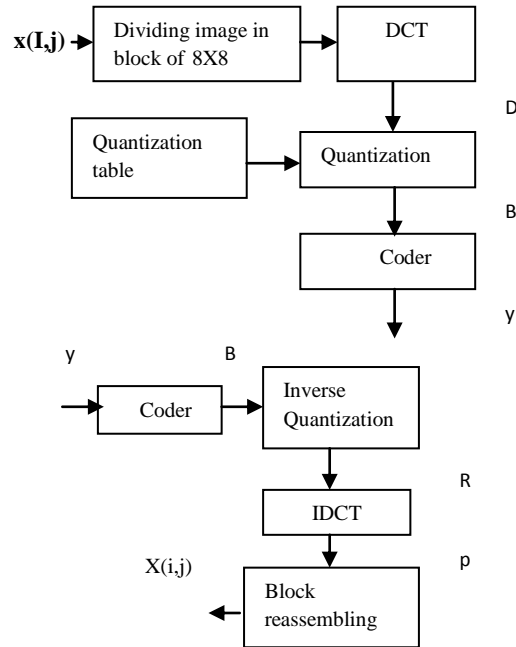 x(I,j)
Dividing image in
block of 8X8
DCT
D
Quantization
table
Quantization
B
Coder
y
y
B
Coder
Inverse
Quantization
R
IDCT
p
X(i,j)
Block
reassembling